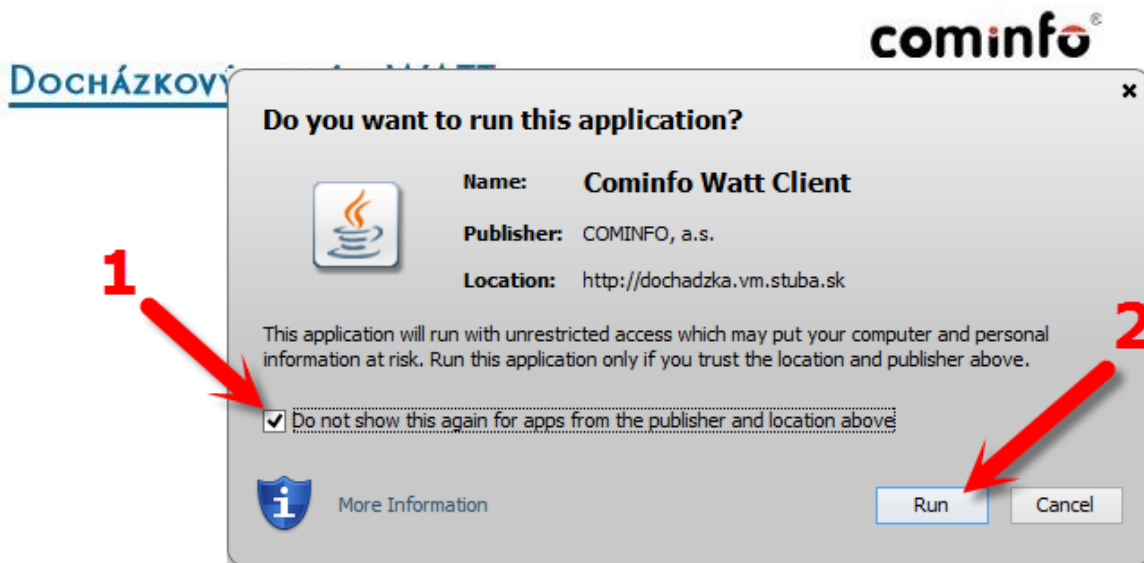 cominfo®
DOCHÁZKOVÝ
Do you want to run this application?
Name: Cominfo Watt Client
Publisher: COMINFO, a.s.
Location: http://dochadzka.vm.stuba.sk
1
2
This application will run with unrestricted access which may put your computer and personal
information at risk. Run this application only if you trust the location and publisher above.
Do not show this again for apps from the publisher and location above
More Information
Run
Cancel